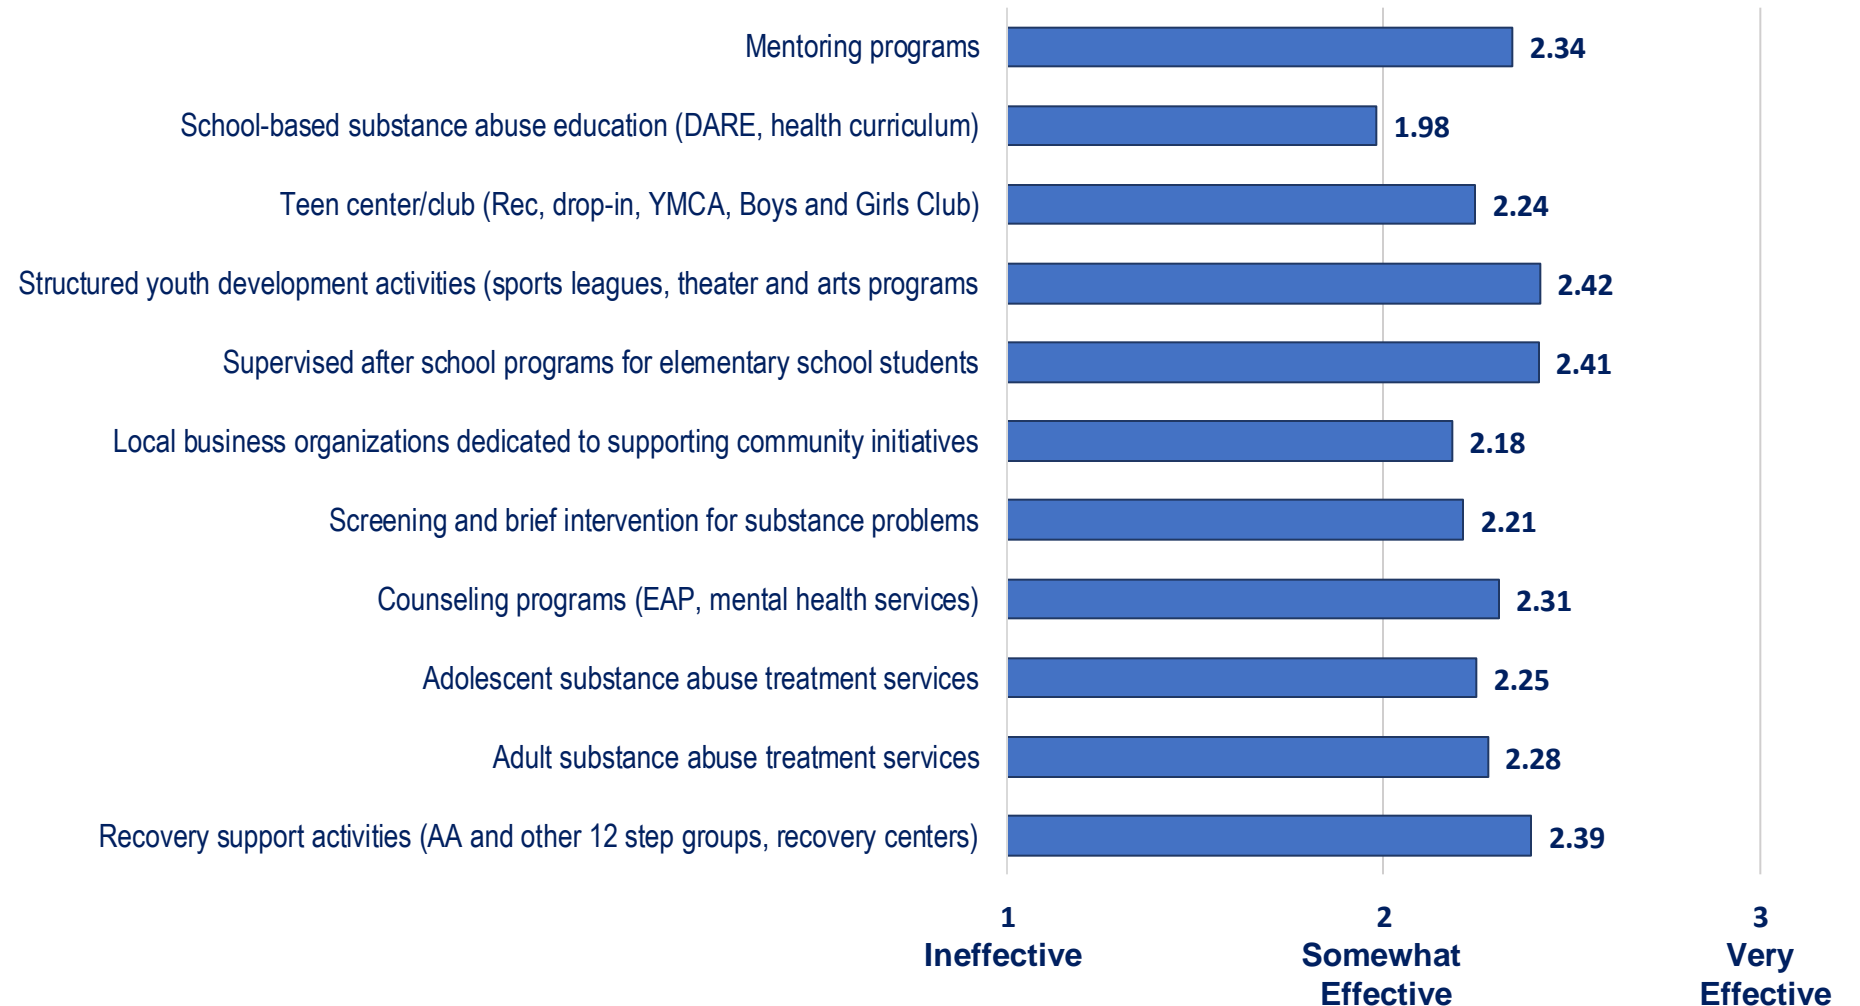 Mentoring programs 2.34
School-based substance abuse education (DARE, health curriculum) 1.98
Teen center/club (Rec, drop-in, YMCA, Boys and Girls Club) 2.24
Structured youth development activities (sports leagues, theater and arts programs 2.42
Supervised after school programs for elementary school students 2.41
Local business organizations dedicated to supporting community initiatives 2.18
Screening and brief intervention for substance problems 2.21
Counseling programs (EAP, mental health services) 2.31
Adolescent substance abuse treatment services 2.25
Adult substance abuse treatment services 2.28
Recovery support activities (AA and other 12 step groups, recovery centers) 2.39
1 2 3
Ineffective Somewhat Very
Effective Effective